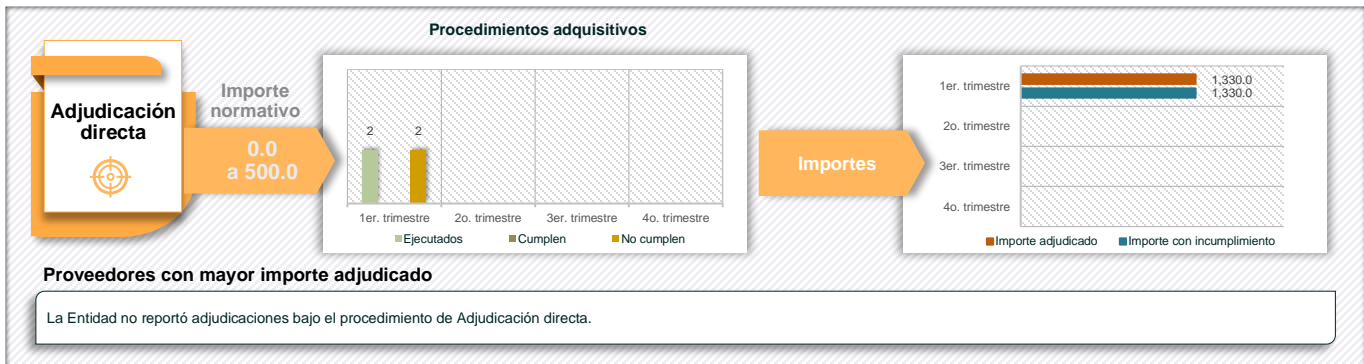 Procedimientos adquisitivos
Adjudicación
directa
Importe
normativo
0.0
a 500.0
2
2
1er. trimestre
2o. trimestre
3er. trimestre
4o. trimestre
Ejecutados
Cumplen
No cumplen
Importes
1er. trimestre
1,330.0
1,330.0
2o. trimestre
3er. trimestre
4o. trimestre
Importe adjudicado
Importe con incumplimiento
Proveedores con mayor importe adjudicado
La Entidad no reportó adjudicaciones bajo el procedimiento de Adjudicación directa.